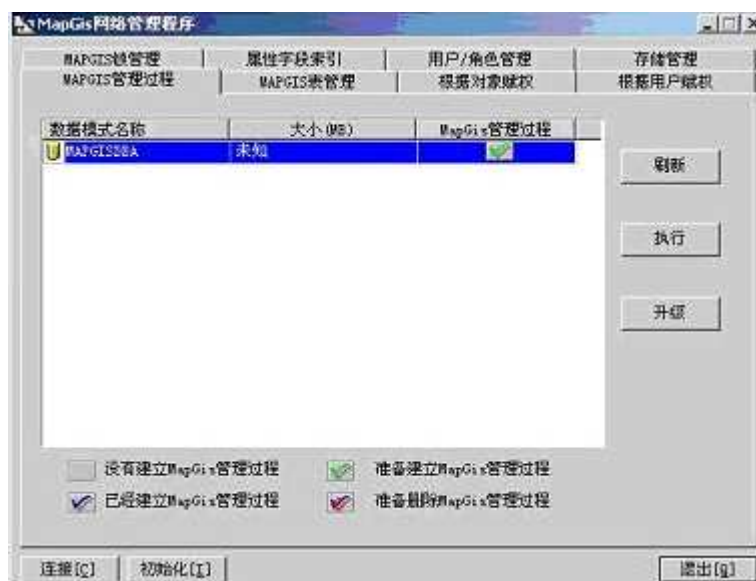 MapGis网络管理程序
MAPGIS锁管理 属性字段索引 用户/角色管理 存储管理
MAPGIS管理过程 MAPGIS表管理 根据对象赋权 根据用户赋权
数据模式名称 大小(MB) MapGis管理过程
MAPGISDBA 未知
刷新
执行
升级
没有建立MapGis管理过程 准备建立MapGis管理过程
已经建立MapGis管理过程 准备删除MapGis管理过程
连接[C] 初始化[I] 退出[Q]